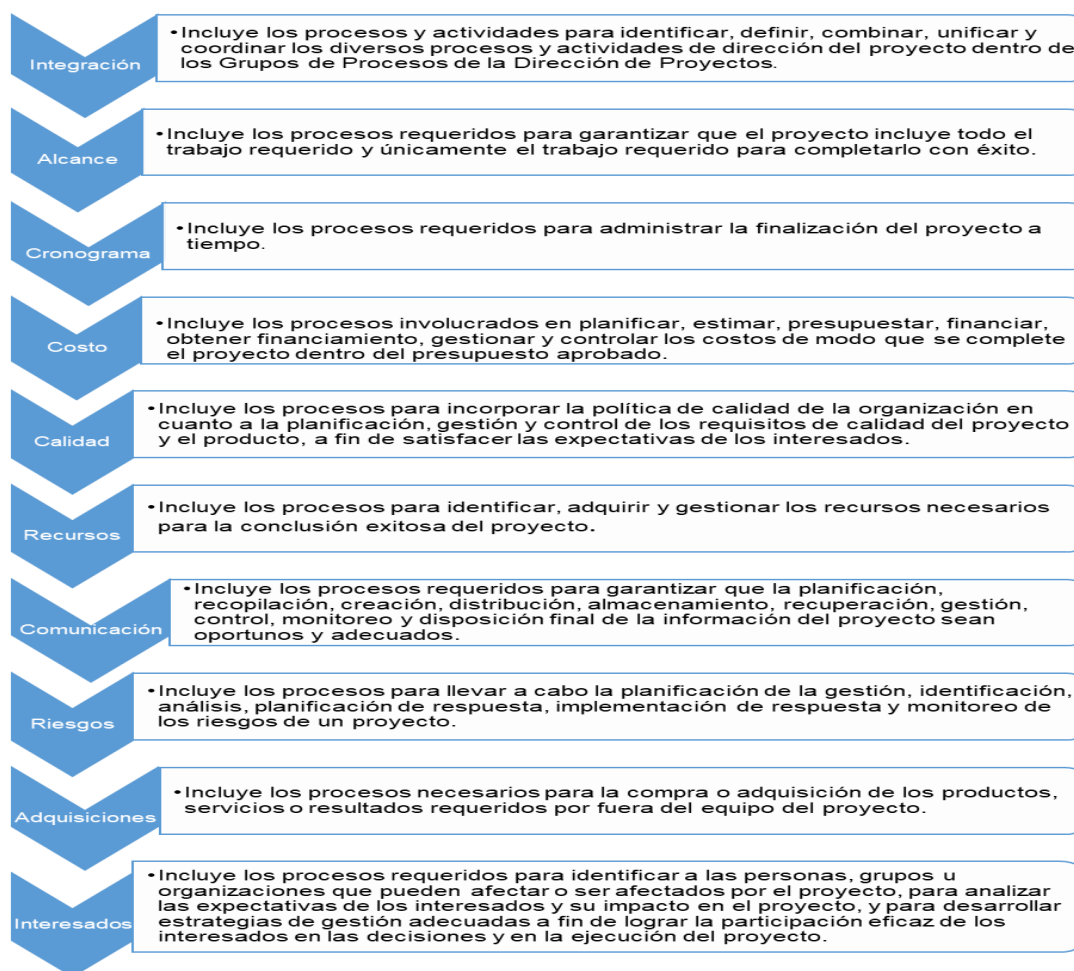 Integración
•Incluye los procesos y actividades para identificar, definir, combinar, unificar y
coordinar los diversos procesos y actividades de dirección del proyecto dentro de
los Grupos de Procesos de la Dirección de Proyectos.
Alcance
•Incluye los procesos requeridos para garantizar que el proyecto incluye todo el
trabajo requerido y únicamente el trabajo requerido para completarlo con éxito.
Cronograma
•Incluye los procesos requeridos para administrar la finalización del proyecto a
tiempo.
Costo
•Incluye los procesos involucrados en planificar, estimar, presupuestar, financiar,
obtener financiamiento, gestionar y controlar los costos de modo que se complete
el proyecto dentro del presupuesto aprobado.
Calidad
•Incluye los procesos para incorporar la política de calidad de la organización en
cuanto a la planificación, gestión y control de los requisitos de calidad del proyecto
y el producto, a fin de satisfacer las expectativas de los interesados.
Recursos
•Incluye los procesos para identificar, adquirir y gestionar los recursos necesarios
para la conclusión exitosa del proyecto.
Comunicación
•Incluye los procesos requeridos para garantizar que la planificación,
recopilación, creación, distribución, almacenamiento, recuperación, gestión,
control, monitoreo y disposición final de la información del proyecto sean
oportunos y adecuados.
Riesgos
•Incluye los procesos para llevar a cabo la planificación de la gestión, identificación,
análisis, planificación de respuesta, implementación de respuesta y monitoreo de
los riesgos de un proyecto.
Adquisiciones
•Incluye los procesos necesarios para la compra o adquisición de los productos,
servicios o resultados requeridos por fuera del equipo del proyecto.
Interesados
•Incluye los procesos requeridos para identificar a las personas, grupos u
organizaciones que pueden afectar o ser afectados por el proyecto, para analizar
las expectativas de los interesados y su impacto en el proyecto, y para desarrollar
estrategias de gestión adecuadas a fin de lograr la participación eficaz de los
interesados en las decisiones y en la ejecución del proyecto.